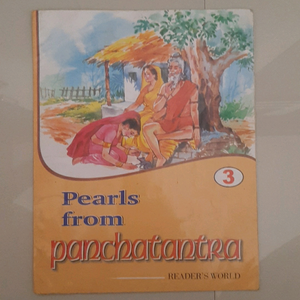 3
Pearls
from
panchatantra
READER'S WORLD